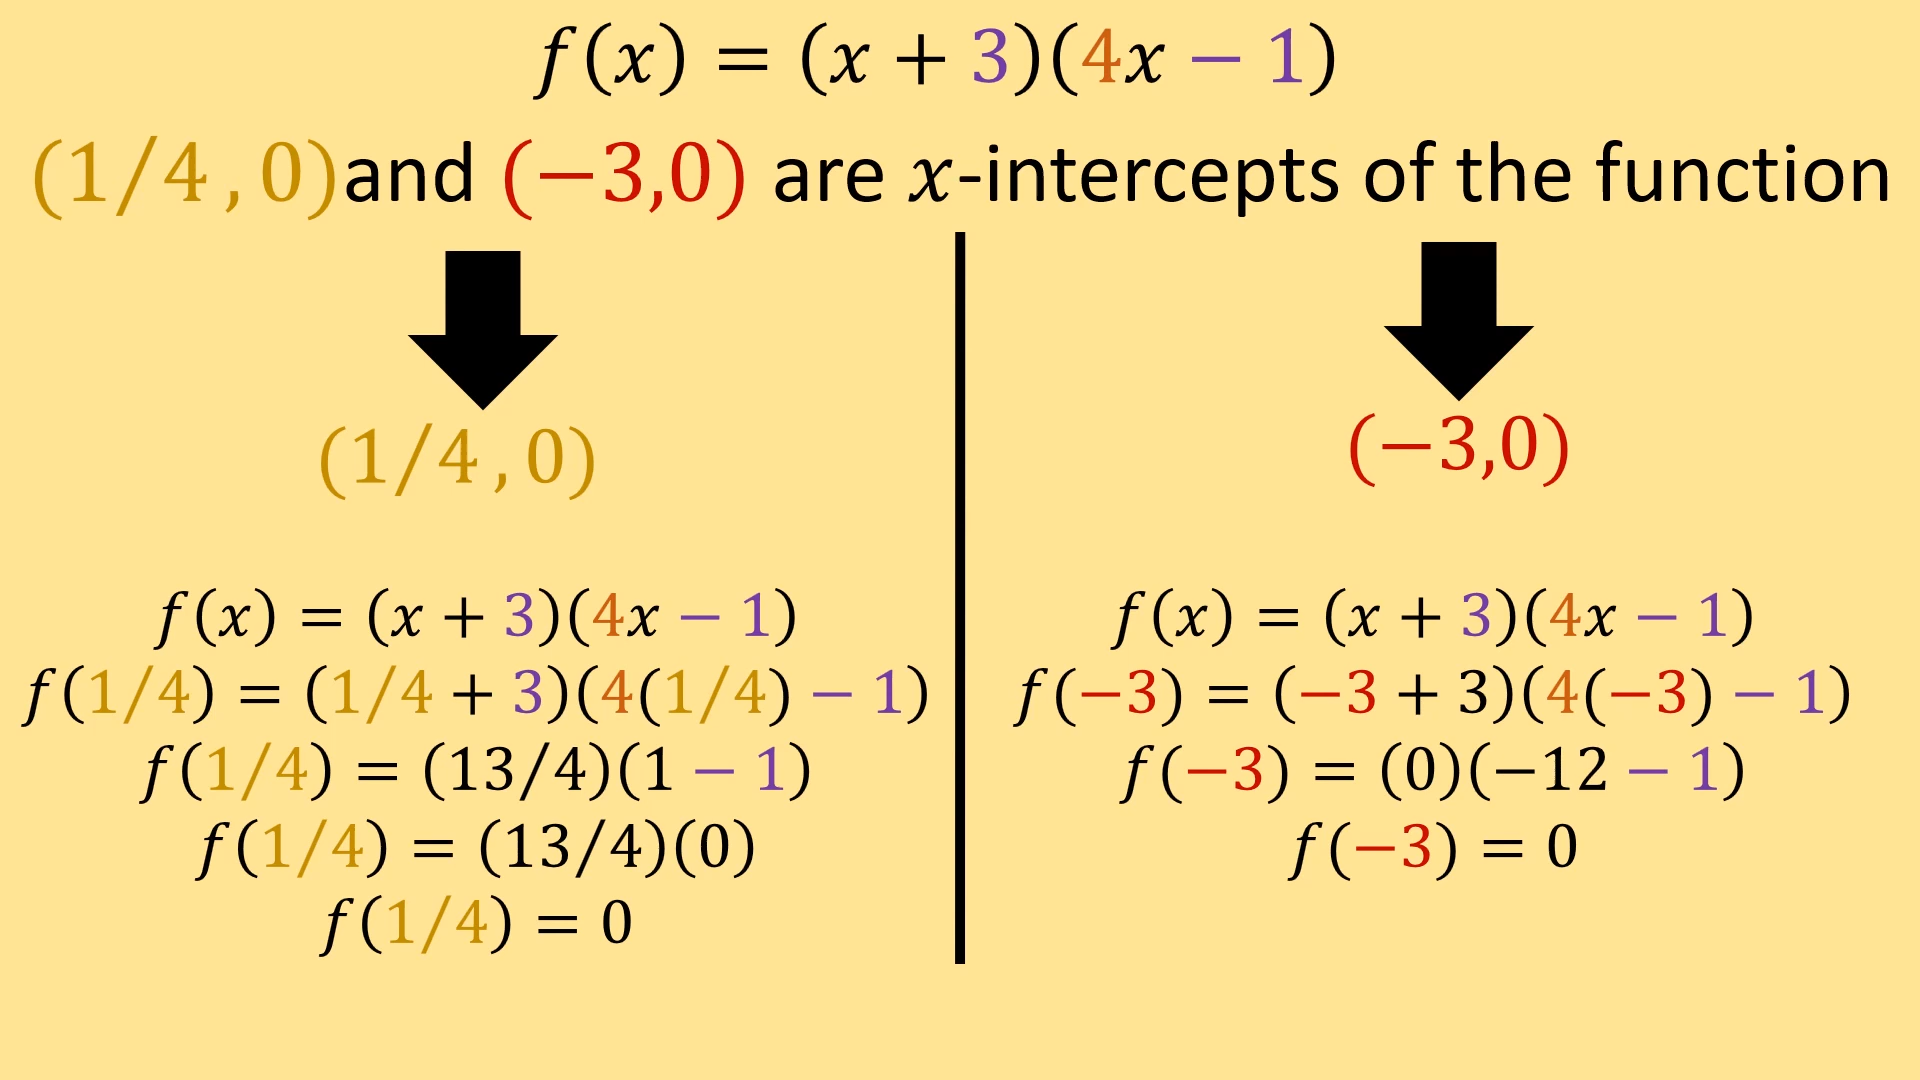 f(x) = (x + 3)(4x − 1)
(1/4 , 0)and (−3,0) are x-intercepts of the function
(1/4 , 0)
f(x) = (x + 3)(4x − 1)
f(1/4) = (1/4 + 3)(4(1/4) − 1)
f(1/4) = (13/4)(1 − 1)
f(1/4) = (13/4)(0)
f(1/4) = 0
(−3,0)
f(x) = (x + 3)(4x − 1)
f(−3) = (−3 + 3)(4(−3) − 1)
f(−3) = (0)(−12 − 1)
f(−3) = 0